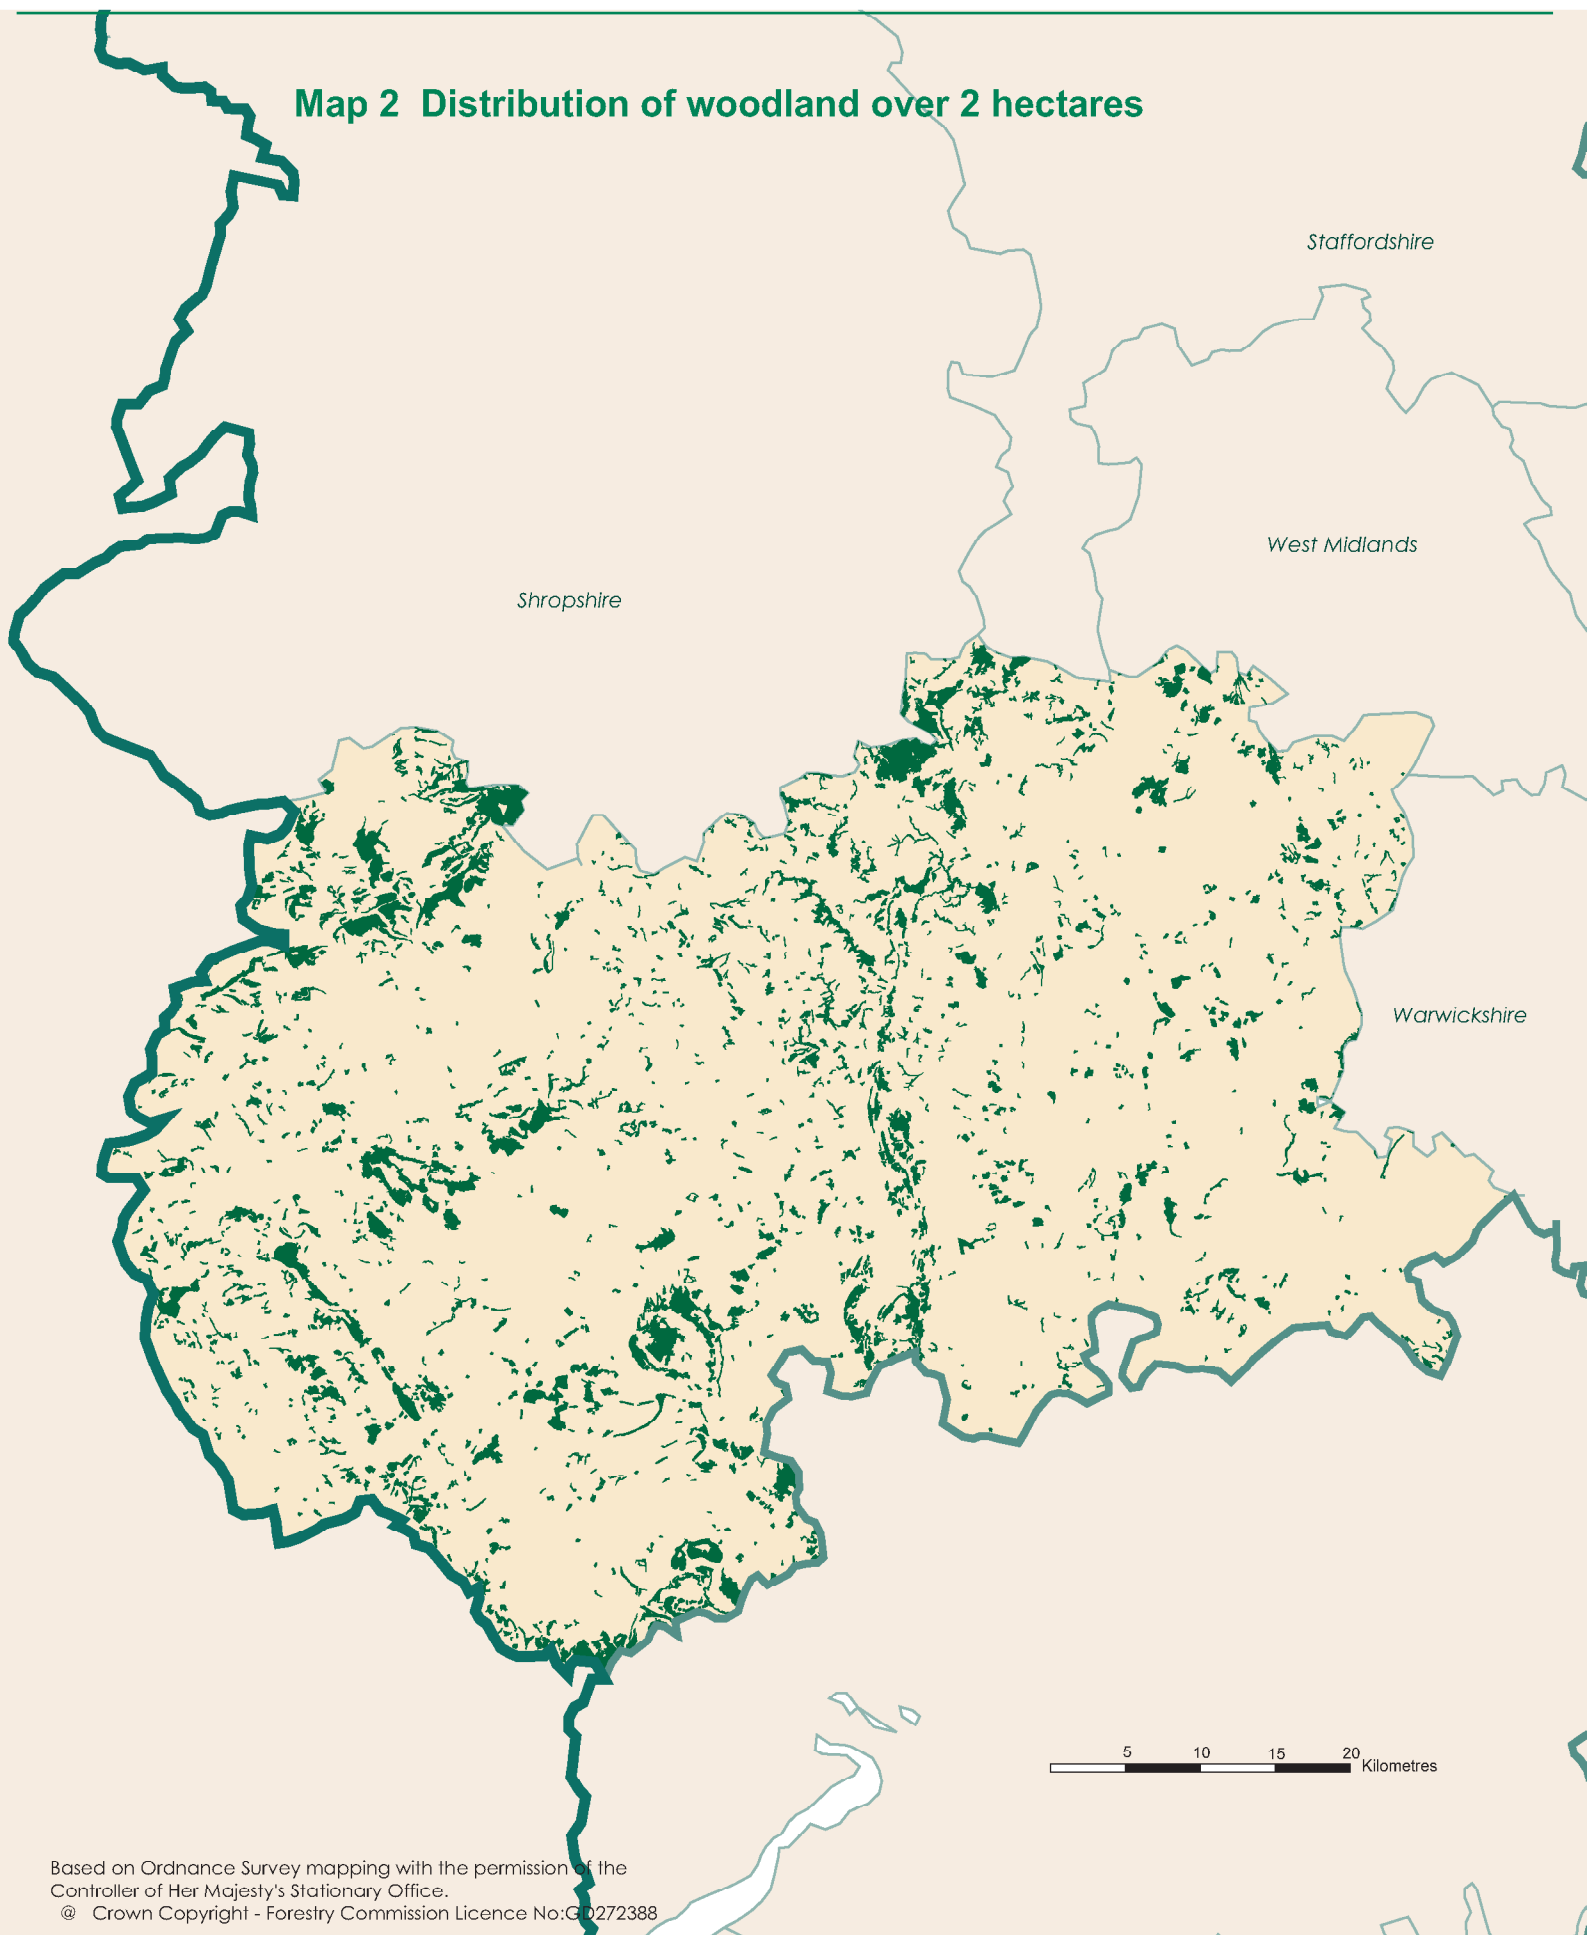 Map 2 Distribution of woodland over 2 hectares
Staffordshire
West Midlands
Shropshire
Warwickshire
5 10 15 20 Kilometres
Based on Ordnance Survey mapping with the permission of the
Controller of Her Majesty's Stationary Office.
@ Crown Copyright - Forestry Commission Licence No:GD272388